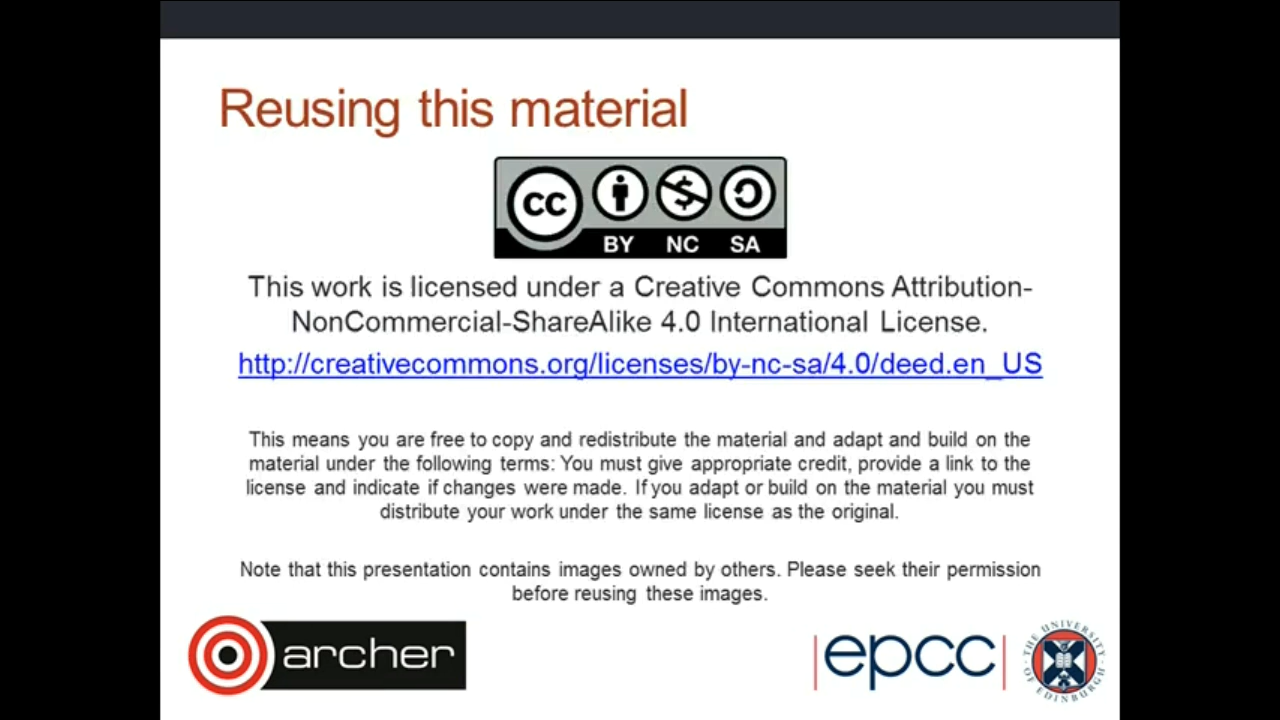 Reusing this material
CC BY NC SA
This work is licensed under a Creative Commons Attribution-
NonCommercial-ShareAlike 4.0 International License.
http://creativecommons.org/licenses/by-nc-sa/4.0/deed.en_US
This means you are free to copy and redistribute the material and adapt and build on the
material under the following terms: You must give appropriate credit, provide a link to the
license and indicate if changes were made. If you adapt or build on the material you must
distribute your work under the same license as the original.
Note that this presentation contains images owned by others. Please seek their permission
before reusing these images.
archer
epcc
THE UNIVERSITY OF EDINBURGH